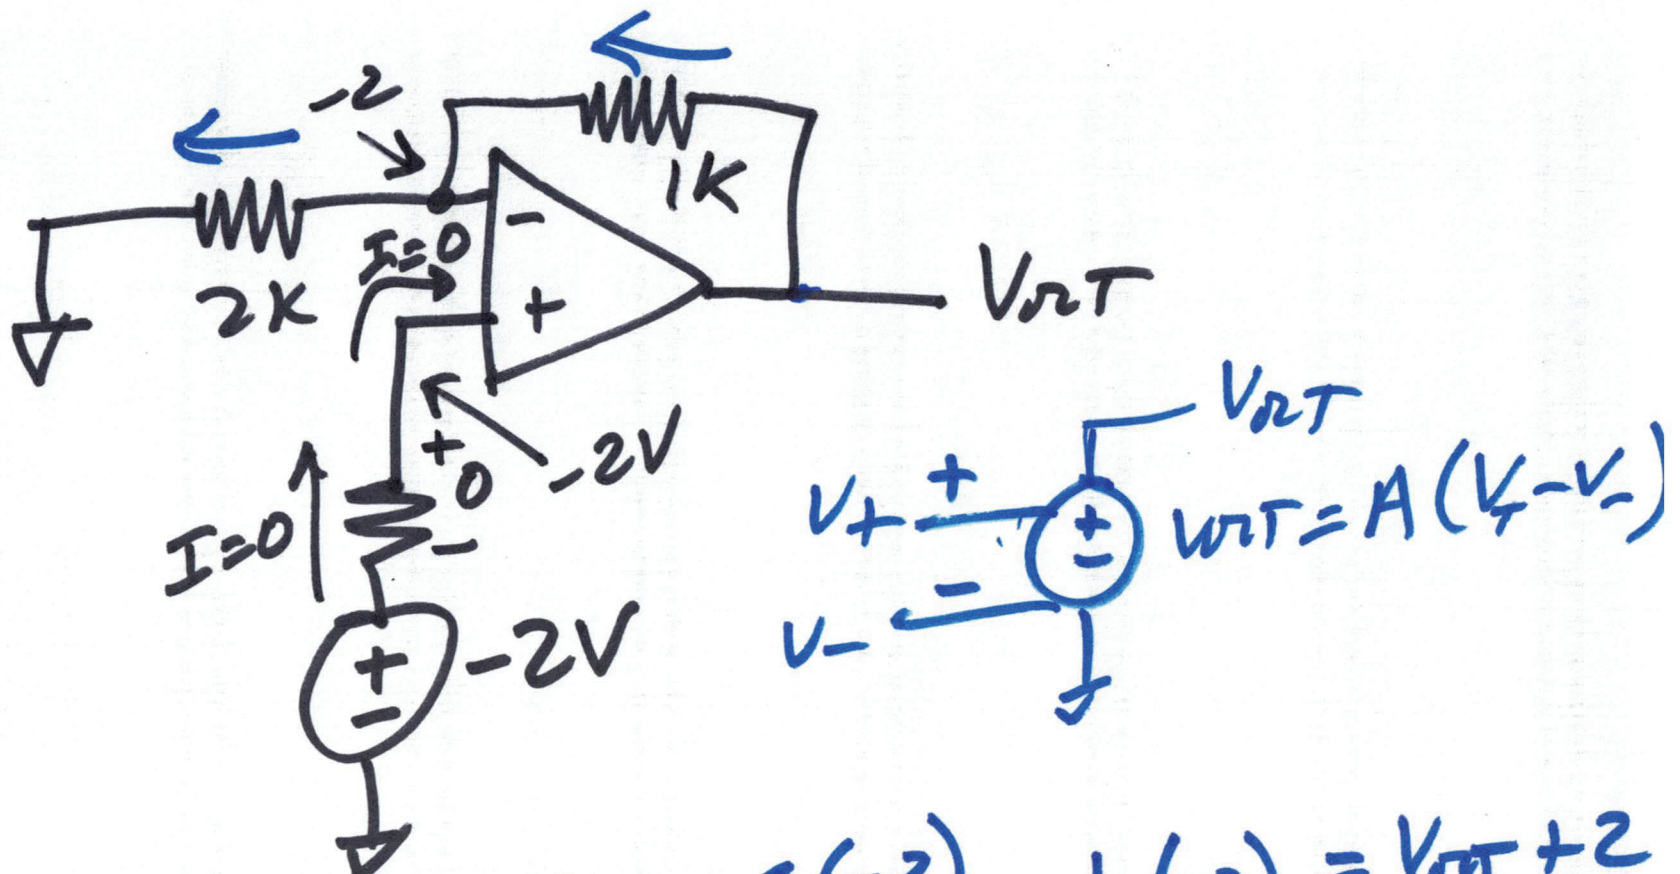 -2
1K
2K
I=0
-
+
VOUT
+
0
-
-2V
I=0
+
-
-2V
VOUT
V+
+
-
V-
+
-
VOUT = A(V+-V-)
= VOUT + 2